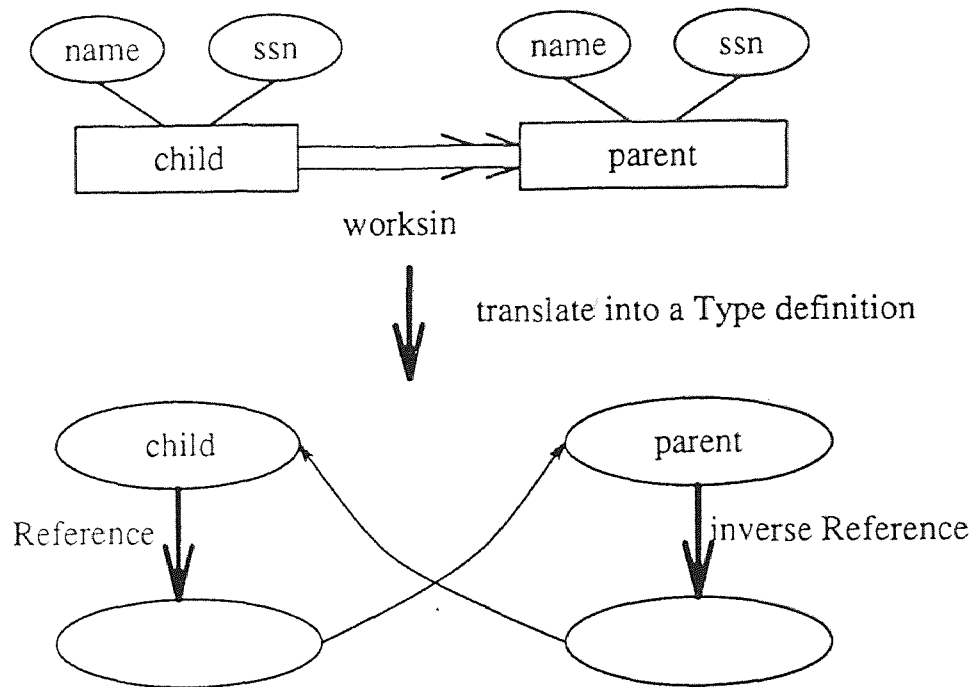 name ssn name ssn
child parent
worksin
translate into a Type definition
child parent
Reference inverse Reference